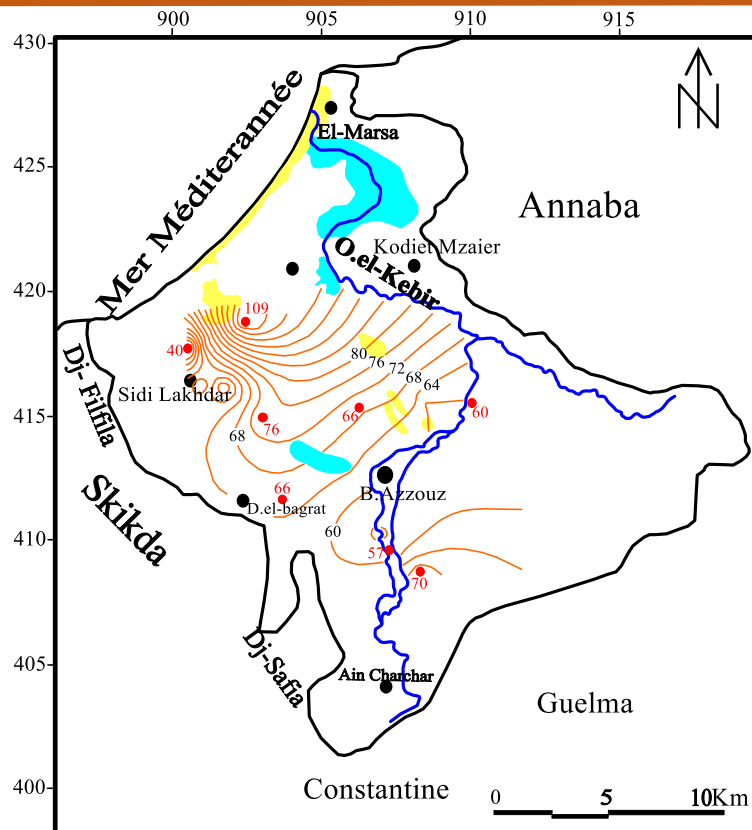 900 905 910 915
430
425
420
415
410
405
400
N
Mer Méditerannée
El-Marsa
Annaba
Kodiet Mzaier
O.el-Kebir
109
40
80
76
72
68
64
Dj- Filfila
Sidi Lakhdar
66
60
76
68
Skikda
66
D.el-bagrat
B.Azzouz
60
57
70
Dj-Safia
Ain Charchar
Guelma
Constantine
0 5 10Km